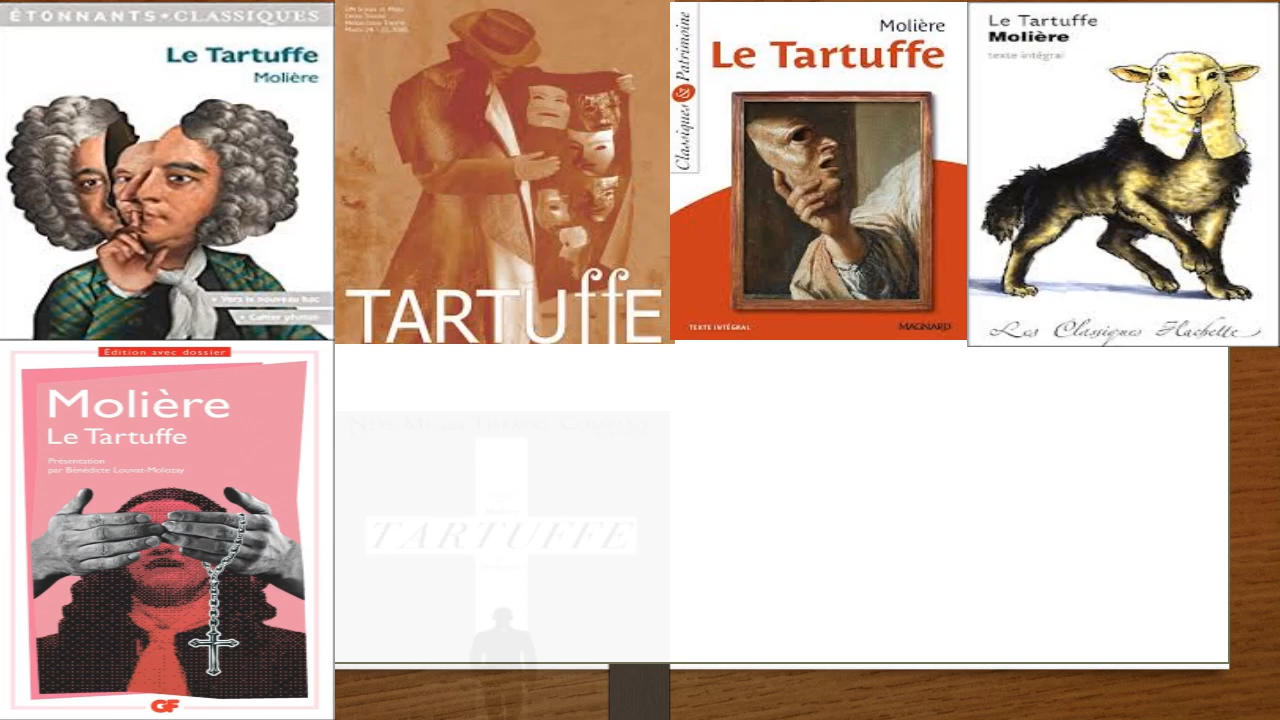 ÉTONNANTS • CLASSIQUES
Le Tartuffe
Molière
• Vers le nouveau bac
• Cahier photos
TARTUffE
Classiques & Patrimoine
Molière
Le Tartuffe
TEXTE INTÉGRAL
MAGNARD
Le Tartuffe
Molière
texte intégral
Les Classiques Hachette
Édition avec dossier
Molière
Le Tartuffe
Présentation
par Bénédicte Louvat-Molozay
GF
TARTUFFE